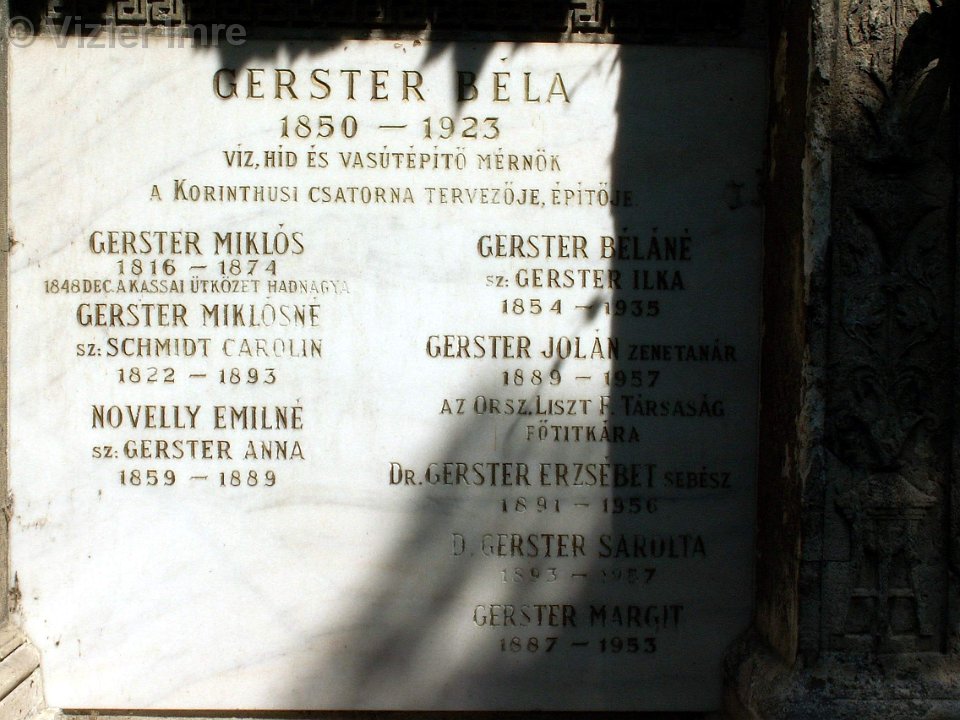 © Vizler Imre
GERSTER BÉLA
1850 – 1923
VÍZ, HÍD ÉS VASÚTÉPÍTŐ MÉRNÖK
A KORINTHUSI CSATORNA TERVEZŐJE, ÉPÍTŐJE
GERSTER MIKLÓS
1816 – 1874
1848 DEC. A KASSAI ÜTKÖZET HADNAGYA
GERSTER MIKLÓSNÉ
SZ: SCHMIDT CAROLIN
1822 – 1893
NOVELLY EMILNÉ
SZ: GERSTER ANNA
1859 – 1889
GERSTER BÉLÁNÉ
SZ: GERSTER ILKA
1854 – 1935
GERSTER JOLÁN ZENETANÁR
1889 – 1957
AZ ORSZ. LISZT F. TÁRSASÁG
FŐTITKÁRA
DR. GERSTER ERZSÉBET SEBÉSZ
1891 – 1956
D. GERSTER SAROLTA
1893 – 1957
GERSTER MARGIT
1887 – 1953